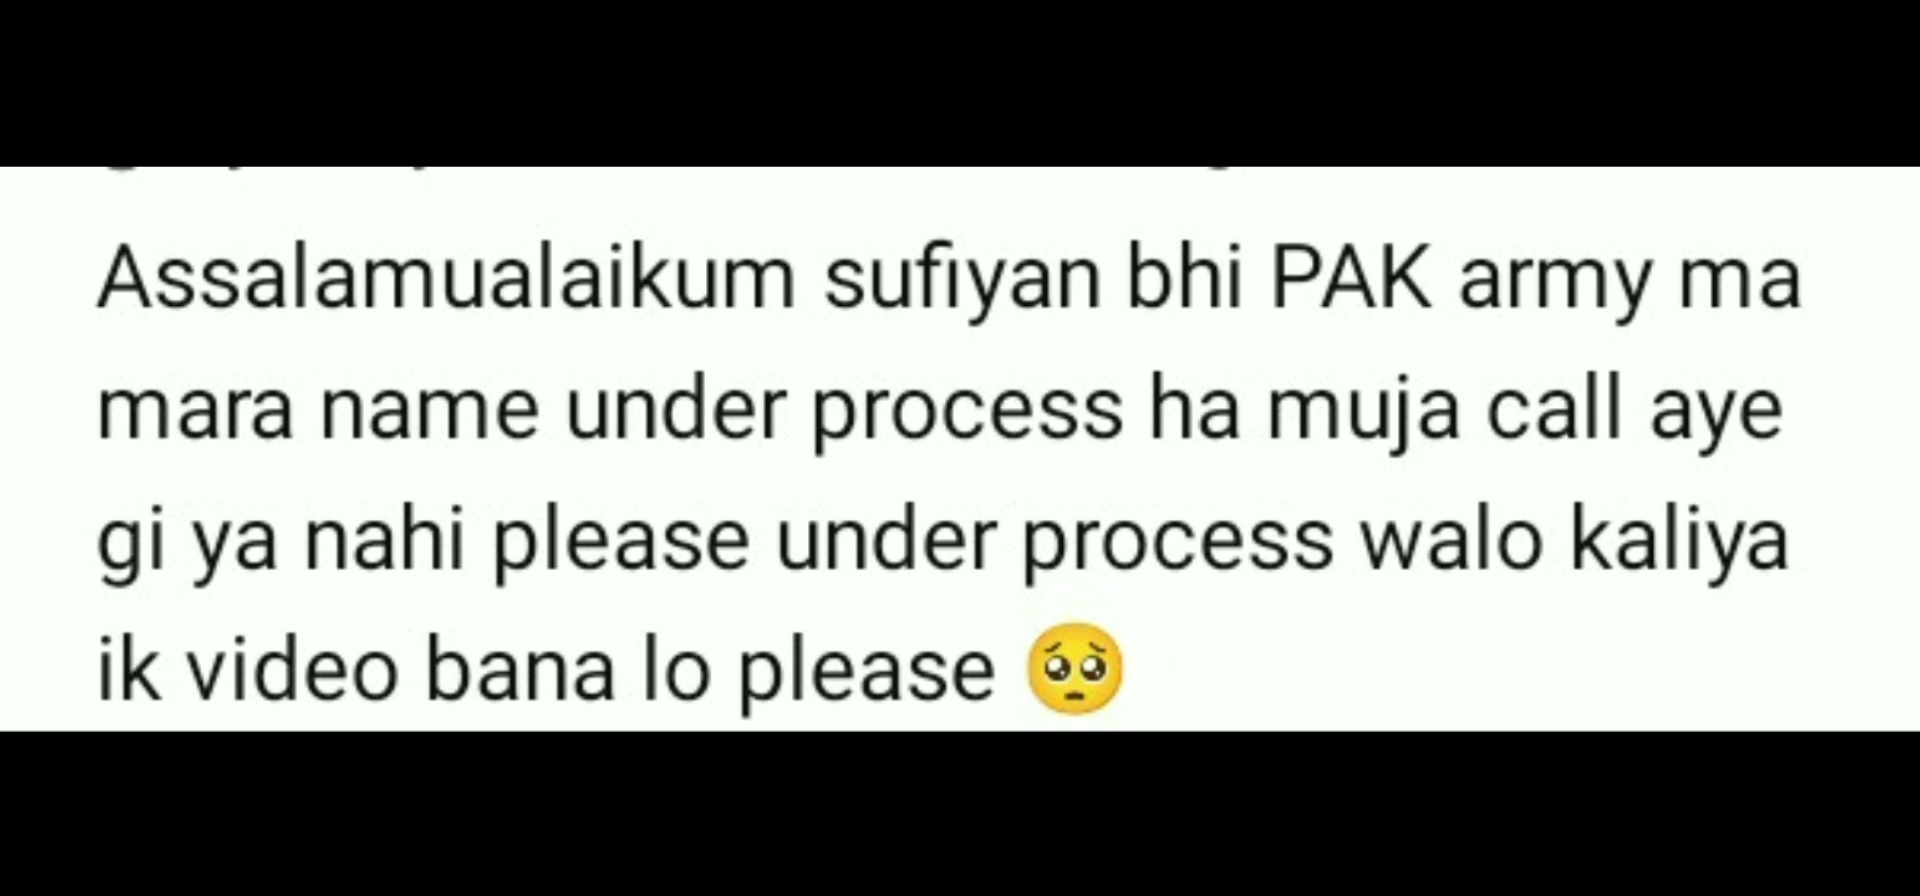 Assalamualaikum sufiyan bhi PAK army ma
mara name under process ha muja call aye
gi ya nahi please under process walo kaliya
ik video bana lo please 🥺